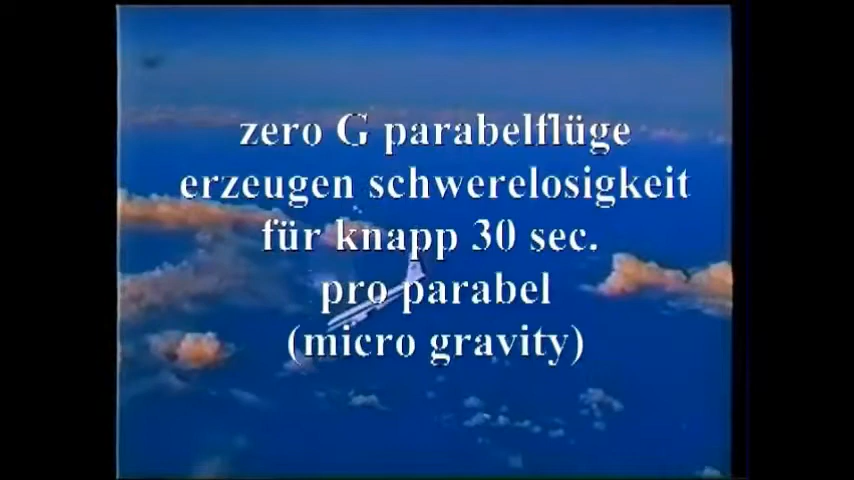 zero G parabelflüge
erzeugen schwerelosigkeit
für knapp 30 sec.
pro parabel
(micro gravity)